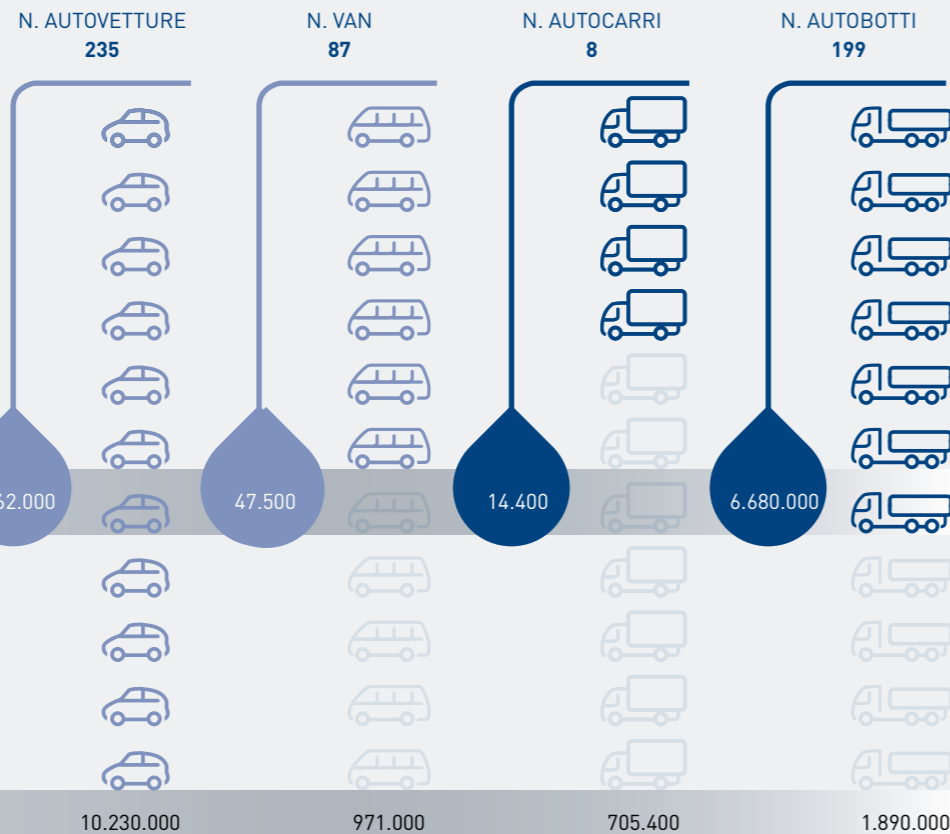 N. AUTOVETTURE
235
N. VAN
87
N. AUTOCARRI
8
N. AUTOBOTTI
199
47.500
14.400
6.680.000
10.230.000
971.000
705.400
1.890.000